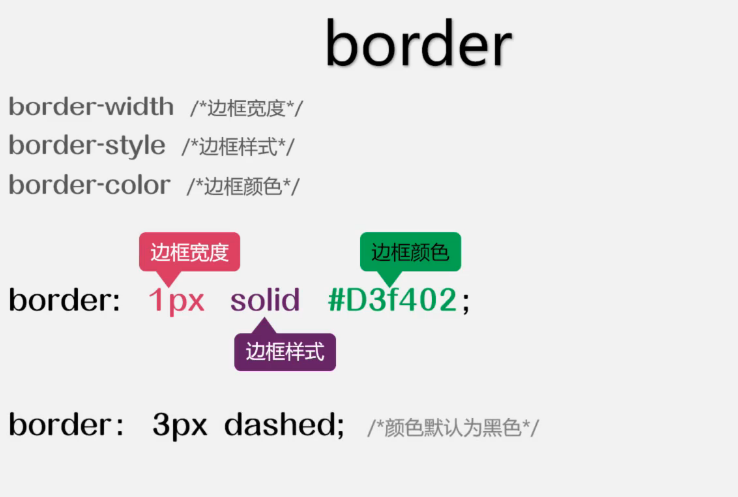 border
border-width /*边框宽度*/
border-style /*边框样式*/
border-color /*边框颜色*/
边框宽度 边框颜色
border: 1px solid #D3f402;
边框样式
border: 3px dashed; /*颜色默认为黑色*/